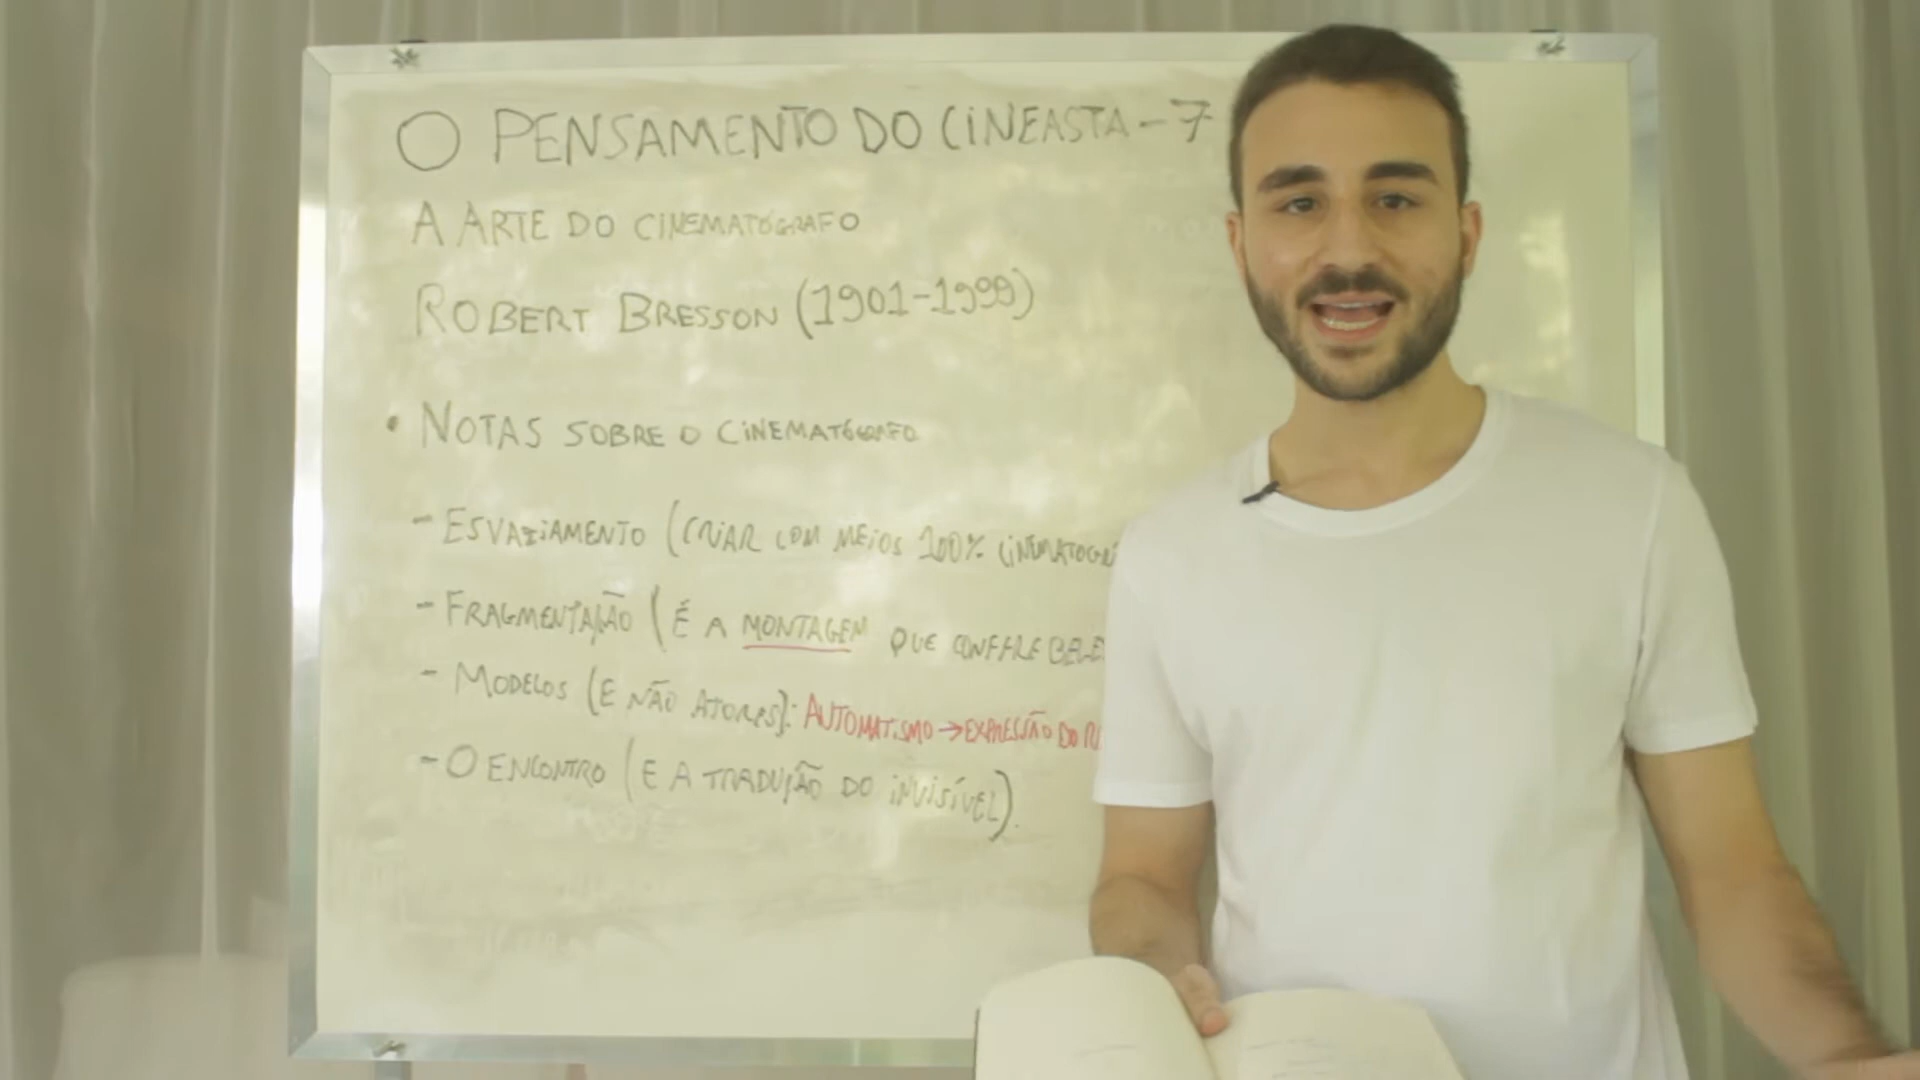 O PENSAMENTO DO CINEASTA - 7
A ARTE DO CINEMATÓGRAFO
ROBERT BRESSON (1901-1999)
• NOTAS SOBRE O CINEMATÓGRAFO
- ESVAZIAMENTO (CRIAR COM MEIOS 100%
- FRAGMENTAÇÃO (É A MONTAGEM QUE CONFERE
- MODELOS (E NÃO ATORES): AUTOMATISMO → EXPRESSÃO DO
- O ENCONTRO (E A TRADUÇÃO DO INVISÍVEL).